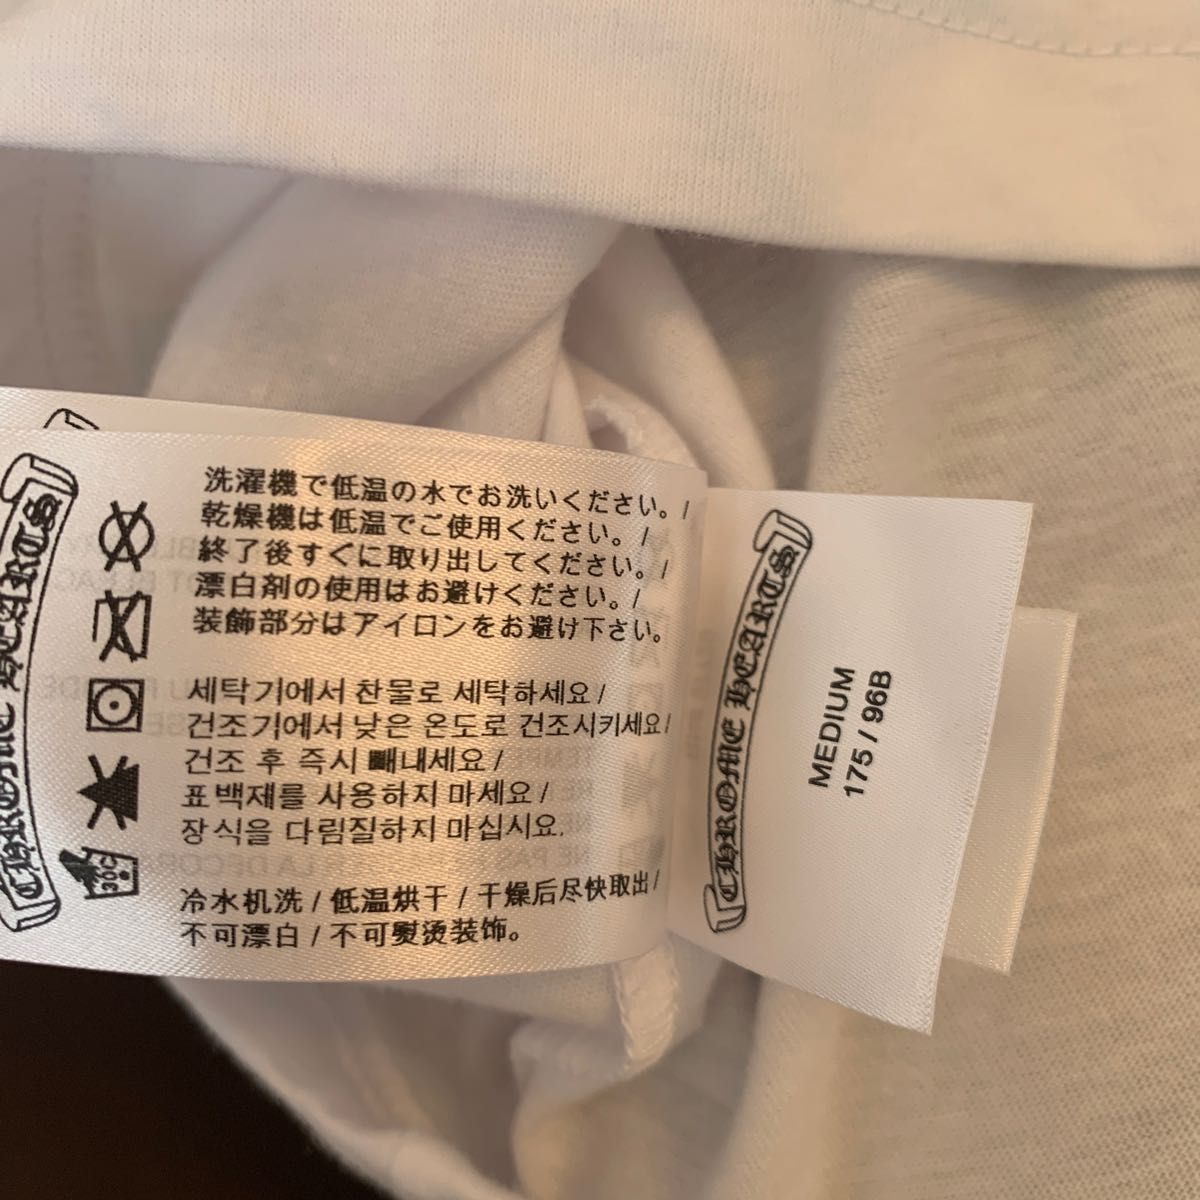 CHROME HEARTS
洗濯機で低温の水でお洗いください。/
乾燥機は低温でご使用ください。/
終了後すぐに取り出してください。/
漂白剤の使用はお避けください。/
装飾部分はアイロンをお避け下さい。
세탁기에서 찬물로 세탁하세요 /
건조기에서 낮은 온도로 건조시키세요 /
건조 후 즉시 빼내세요 /
표백재를 사용하지 마세요 /
장식을 다림질하지 마십시요.
冷水机洗 / 低温烘干 / 干燥后尽快取出 /
不可漂白 / 不可熨烫装饰。
30C
CHROME HEARTS
MEDIUM
175 / 96B